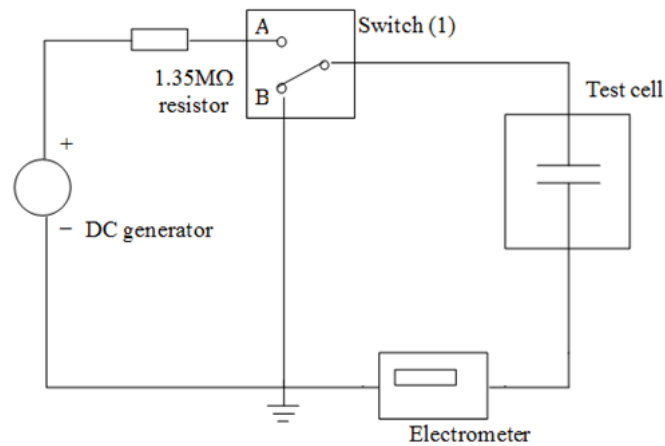 A
Switch (1)
1.35MΩ
resistor
B
Test cell
+
− DC generator
Electrometer